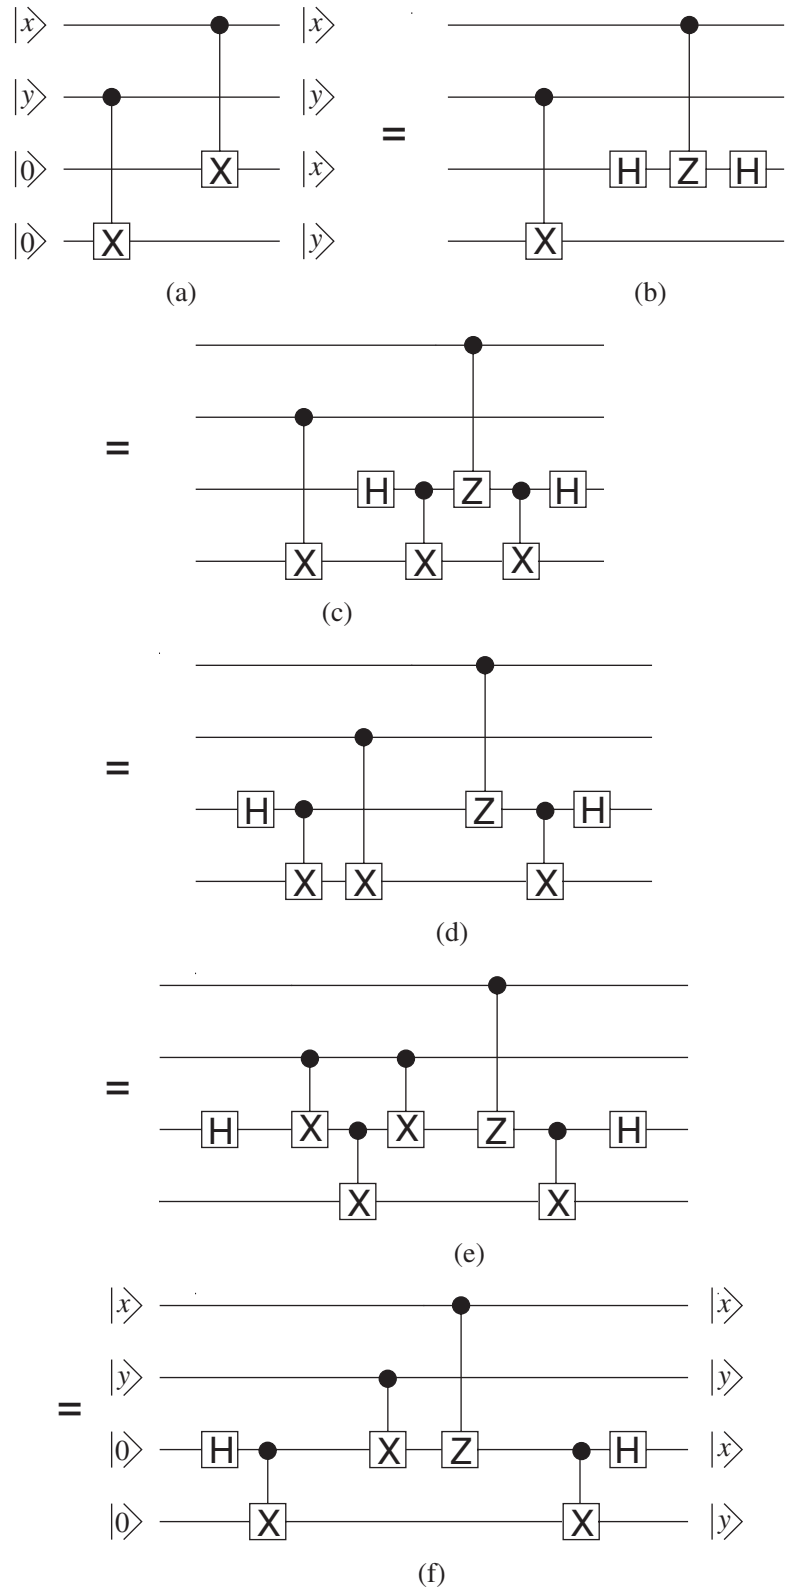 |x⟩ |x⟩
|y⟩ |y⟩
=
|0⟩ X |x⟩ H Z H
|0⟩ X |y⟩ X
(a) (b)
=
H Z H
X X X
(c)
=
H Z H
X X X
(d)
=
H X X Z H
X X
(e)
|x⟩ |x⟩
|y⟩ |y⟩
=
|0⟩ H X Z H |x⟩
|0⟩ X X |y⟩
(f)